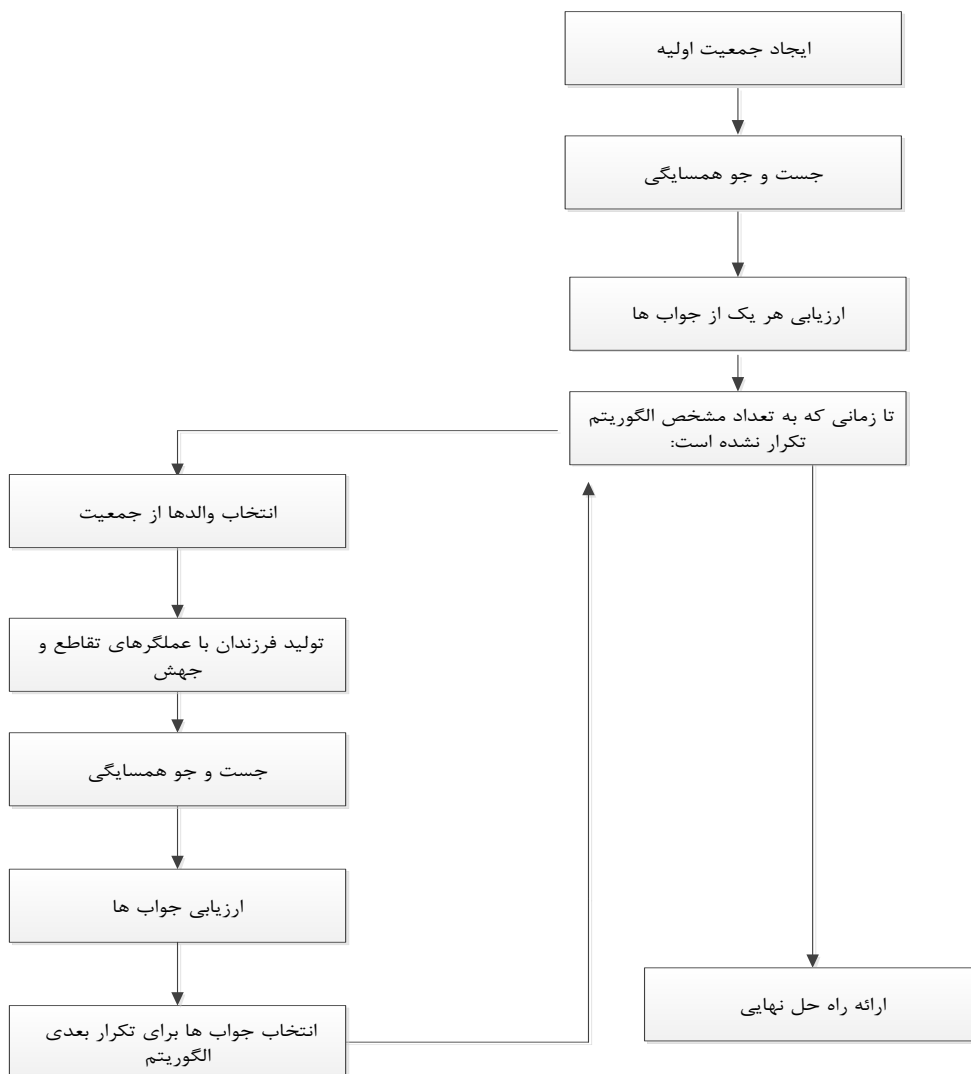 ایجاد جمعیت اولیه
جست و جو همسایگی
ارزیابی هر یک از جواب ها
تا زمانی که به تعداد مشخص الگوریتم
تکرار نشده است:
انتخاب والدها از جمعیت
تولید فرزندان با عملگرهای تقاطع و
جهش
جست و جو همسایگی
ارزیابی جواب ها
انتخاب جواب ها برای تکرار بعدی
الگوریتم
ارائه راه حل نهایی